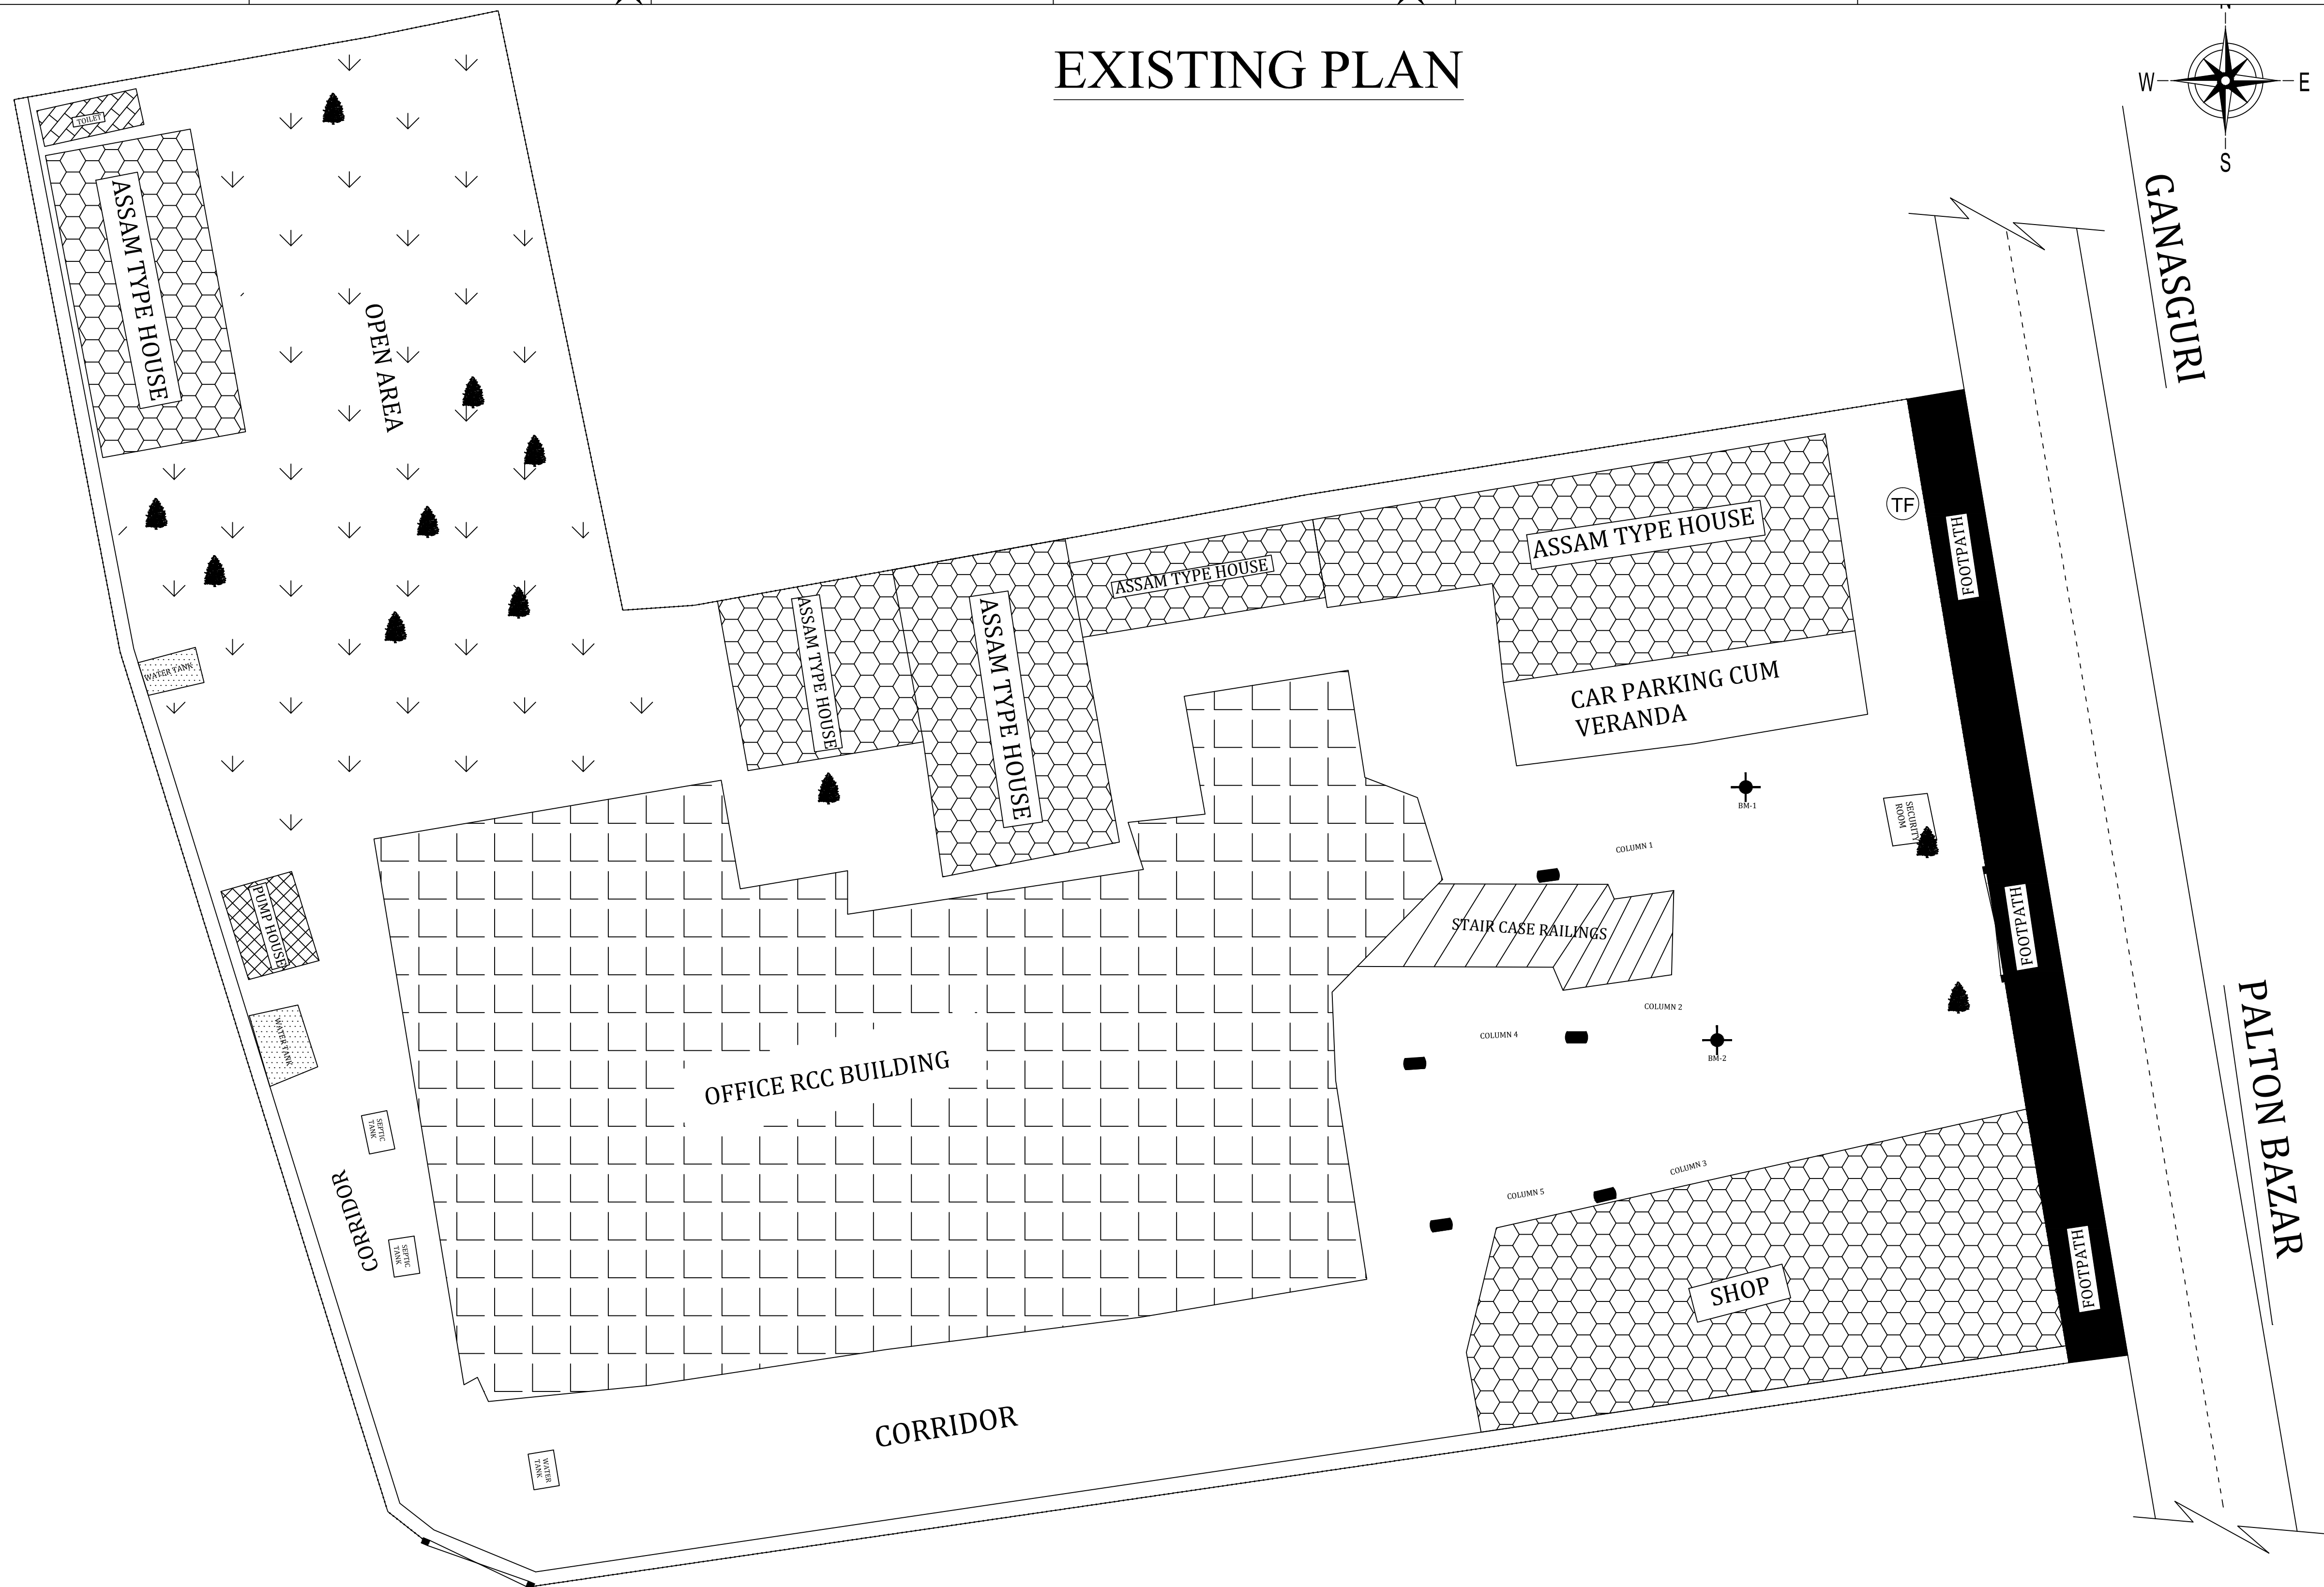 EXISTING PLAN
N
W
E
S
GANASGURI
TOILET
ASSAM TYPE HOUSE
OPEN AREA
TF
FOOTPATH
ASSAM TYPE HOUSE
ASSAM TYPE HOUSE
ASSAM TYPE HOUSE
ASSAM TYPE HOUSE
WATER TANK
CAR PARKING CUM
VERANDA
BM-1
SECURITY
ROOM
COLUMN 1
PUMP HOUSE
STAIR CASE RAILINGS
FOOTPATH
WATER TANK
COLUMN 2
COLUMN 4
BM-2
OFFICE RCC BUILDING
PALTON BAZAR
SEPTIC
TANK
CORRIDOR
COLUMN 3
COLUMN 5
SEPTIC
TANK
SHOP
FOOTPATH
CORRIDOR
WATER
TANK